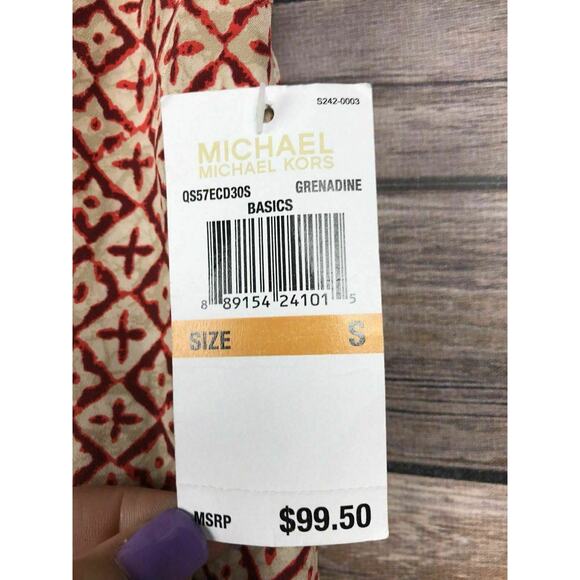 S242-0003
MICHAEL
MICHAEL KORS
QS57ECD30S GRENADINE
BASICS
8 89154 24101 5
SIZE S
MSRP $99.50